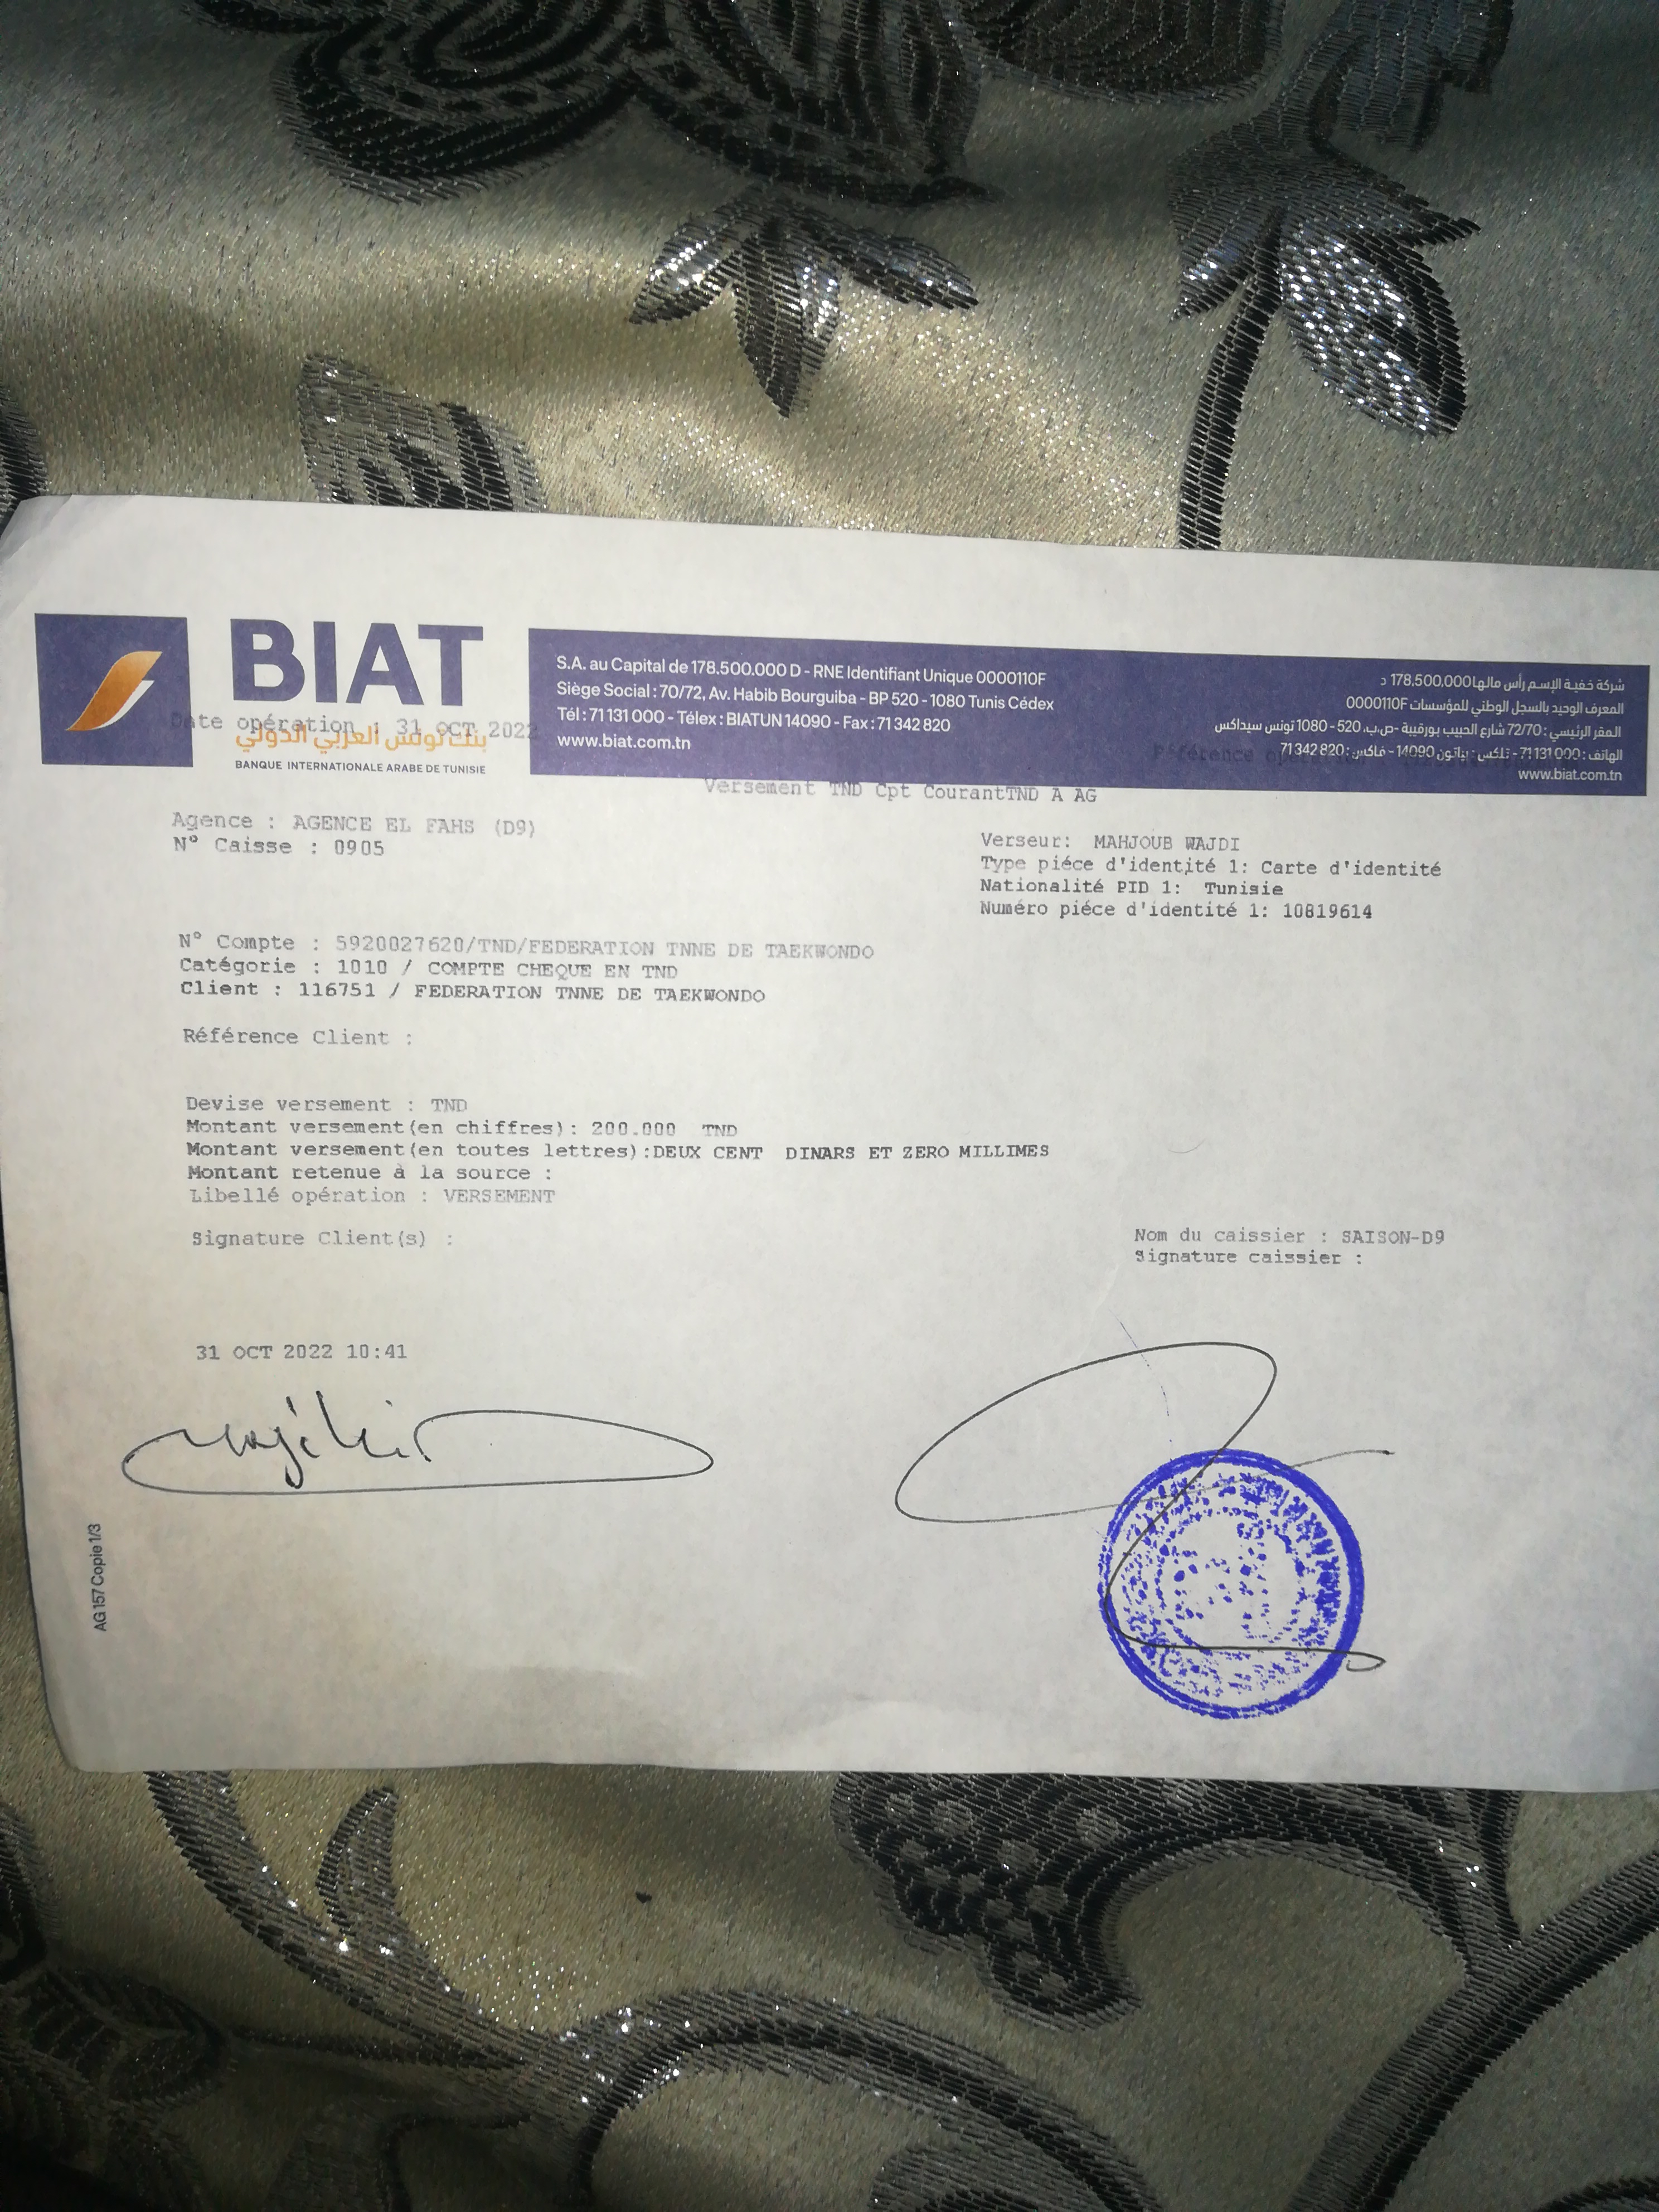 BIAT
بنك تونس العربي الدولي
BANQUE INTERNATIONALE ARABE DE TUNISIE
S.A. au Capital de 178.500.000 D - RNE Identifiant Unique 0000110F
Siège Social : 70/72, Av. Habib Bourguiba - BP 520 - 1080 Tunis Cédex
Tél : 71 131 000 - Télex : BIATUN 14090 - Fax : 71 342 820
www.biat.com.tn
شركة خفية الإسم رأس مالها 178.500.000 د
المعرف الوحيد بالسجل الوطني للمؤسسات 0000110F
المقر الرئيسي : 72/70 شارع الحبيب بورقيبة -ص.ب. 520 - 1080 تونس سيداكس
الهاتف : 71131 000 - تلكس : بياتون 14090 - فاكس : 71 342 820
www.biat.com.tn
Date opération : 31 OCT 2022
Référence
Versement TND Cpt CourantTND A AG
Agence : AGENCE EL FAHS (D9)
N° Caisse : 0905
Verseur: MAHJOUB WAJDI
Type piéce d'identité 1: Carte d'identité
Nationalité PID 1: Tunisie
Numéro piéce d'identité 1: 10819614
N° Compte : 5920027620/TND/FEDERATION TNNE DE TAEKWONDO
Catégorie : 1010 / COMPTE CHEQUE EN TND
Client : 116751 / FEDERATION TNNE DE TAEKWONDO
Référence Client :
Devise versement : TND
Montant versement(en chiffres): 200.000 TND
Montant versement(en toutes lettres):DEUX CENT DINARS ET ZERO MILLIMES
Montant retenue à la source :
Libellé opération : VERSEMENT
Signature Client(s) :
Nom du caissier : SAISON-D9
Signature caissier :
31 OCT 2022 10:41
AG 157 Copie 1/3